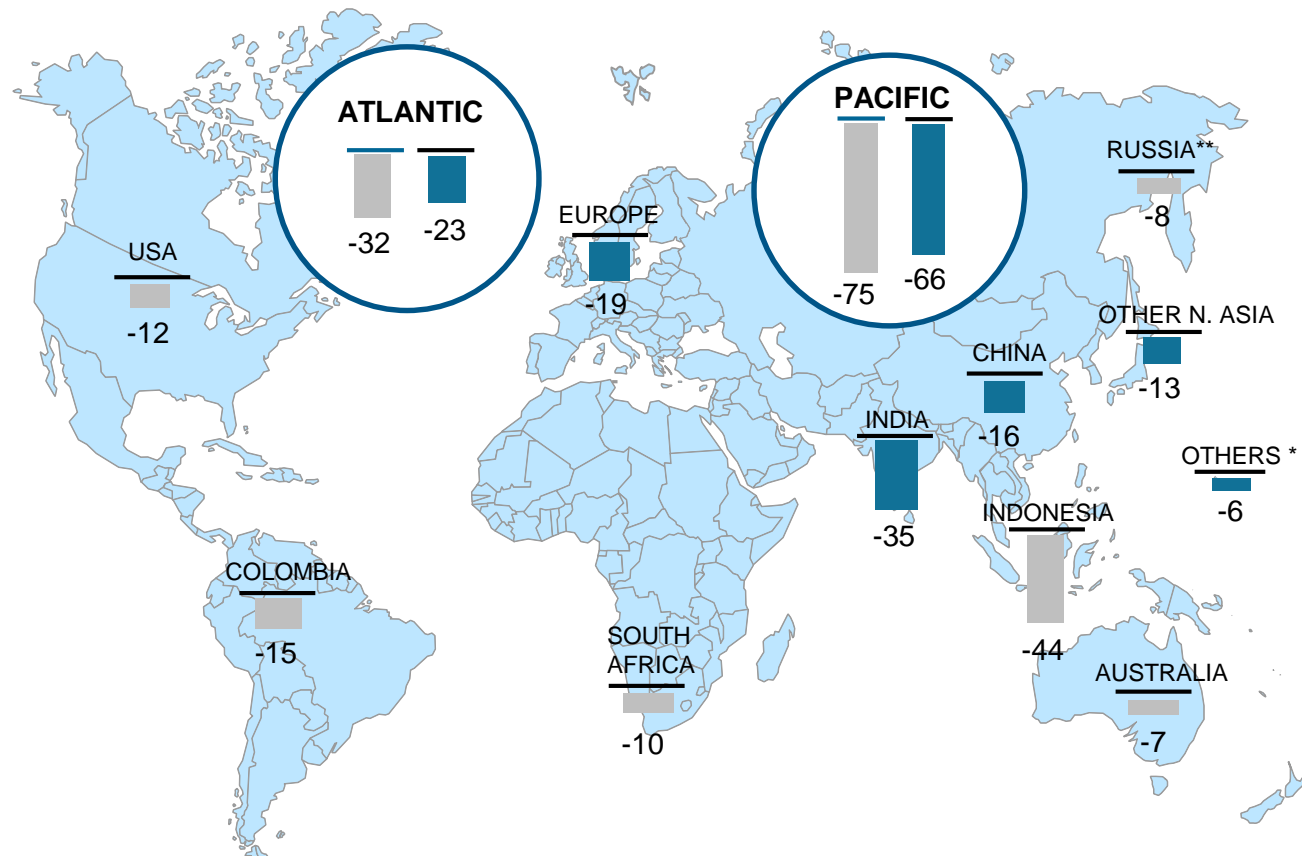 ATLANTIC
-32
-23
PACIFIC
-75
-66
RUSSIA**
-8
EUROPE
-19
USA
-12
OTHER N. ASIA
-13
CHINA
-16
INDIA
-35
OTHERS *
-6
INDONESIA
-44
COLOMBIA
-15
SOUTH
AFRICA
-10
AUSTRALIA
-7